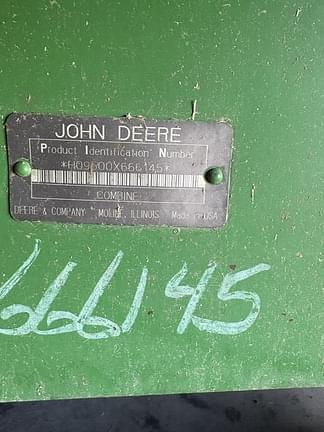 JOHN DEERE
Product Identification Number
*H09600X666145*
COMBINE
DEERE & COMPANY MOLINE, ILLINOIS Made in USA
666145